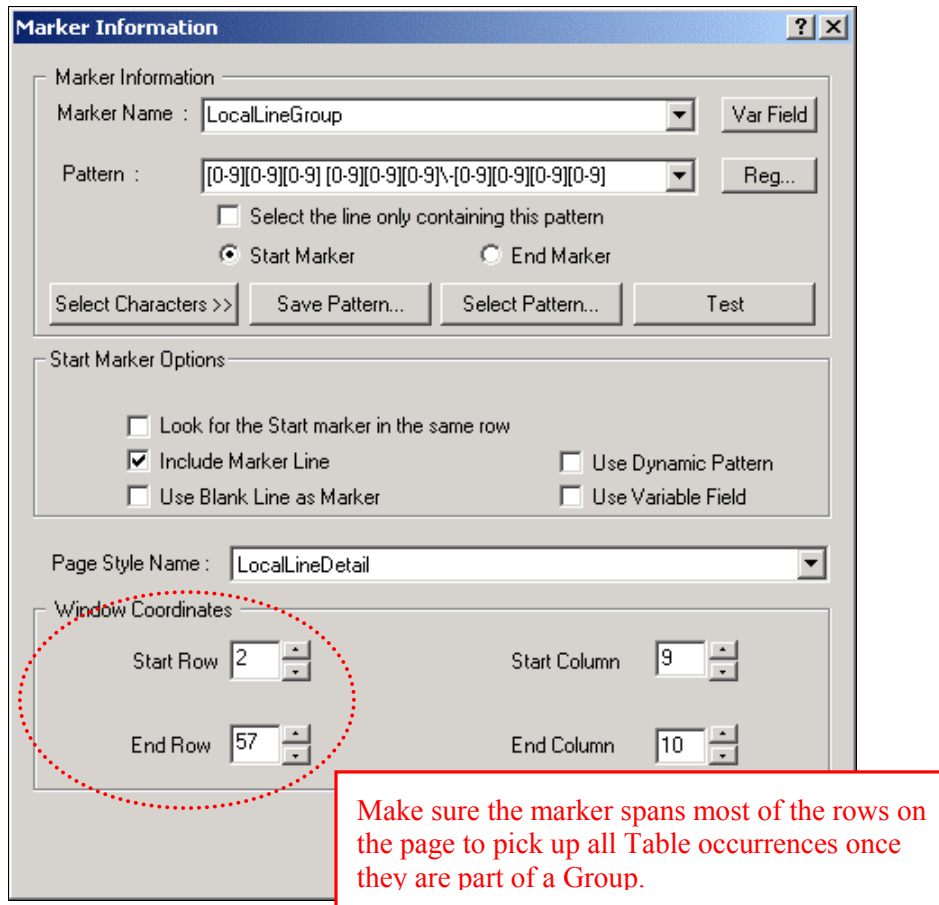 Marker Information
Marker Information
Marker Name : LocalLineGroup Var Field
Pattern : [0-9][0-9][0-9] [0-9][0-9][0-9]\-[0-9][0-9][0-9][0-9] Reg...
Select the line only containing this pattern
Start Marker End Marker
Select Characters >> Save Pattern... Select Pattern... Test
Start Marker Options
Look for the Start marker in the same row
Include Marker Line Use Dynamic Pattern
Use Blank Line as Marker Use Variable Field
Page Style Name : LocalLineDetail
Window Coordinates
Start Row 2 Start Column 9
End Row 57 End Column 10
Make sure the marker spans most of the rows on
the page to pick up all Table occurrences once
they are part of a Group.